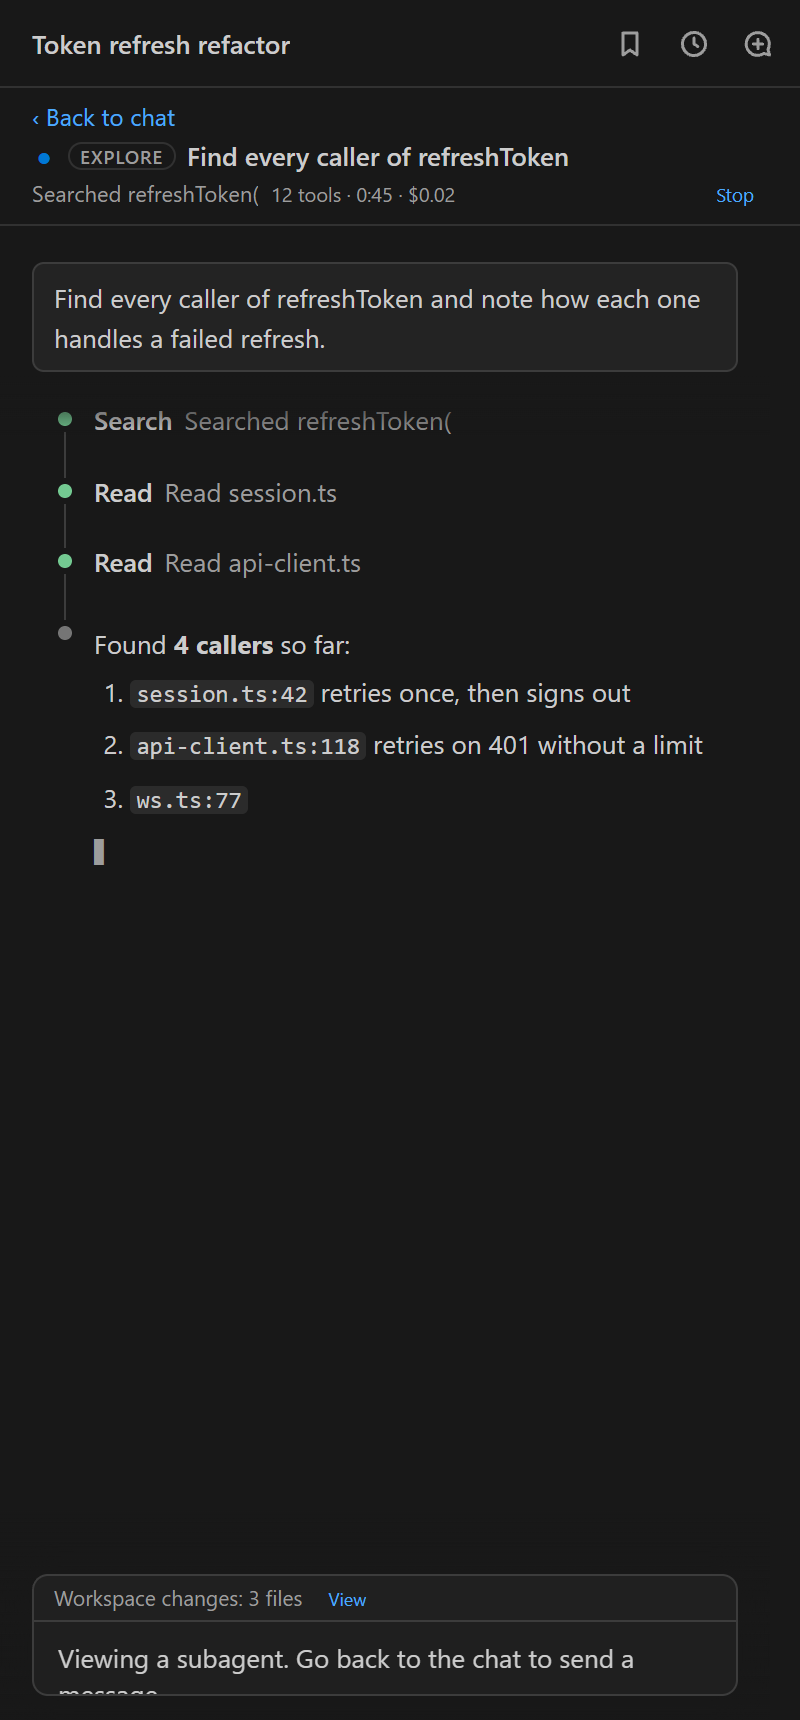 Token refresh refactor
‹ Back to chat
EXPLORE Find every caller of refreshToken
Searched refreshToken( 12 tools · 0:45 · $0.02 Stop
Find every caller of refreshToken and note how each one
handles a failed refresh.
Search Searched refreshToken(
Read Read session.ts
Read Read api-client.ts
Found 4 callers so far:
1. session.ts:42 retries once, then signs out
2. api-client.ts:118 retries on 401 without a limit
3. ws.ts:77
Workspace changes: 3 files View
Viewing a subagent. Go back to the chat to send a
message.